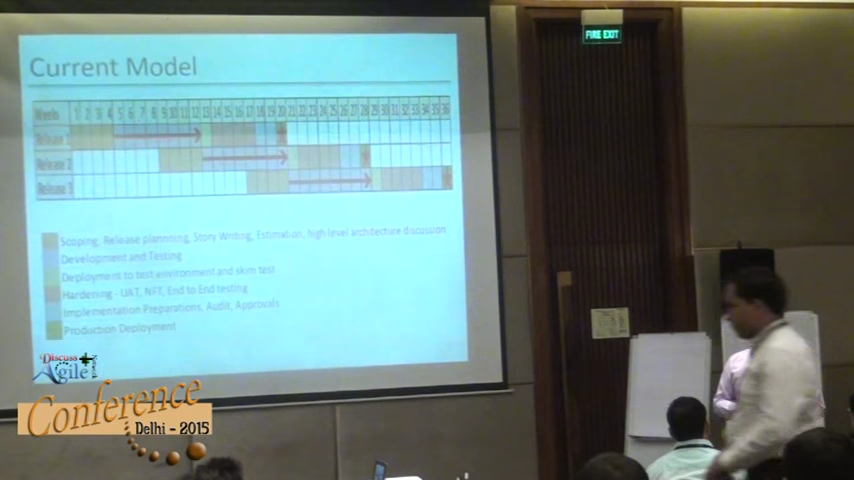 FIRE EXIT
Current Model
Weeks 1 2 3 4 5 6 7 8 9 10 11 12 13 14 15 16 17 18 19 20 21 22 23 24 25 26 27 28 29 30 31 32 33 34 35 36
Release 1
Release 2
Release 3
Scoping, Release plannning, Story Writing, Estimation, high level architecture discussion
Development and Testing
Deployment to test environment and skim test
Hardening - UAT, NFT, End to End testing
Implementation Preparations, Audit, Approvals
Production Deployment
Discuss
Agile
Conference
Delhi - 2015